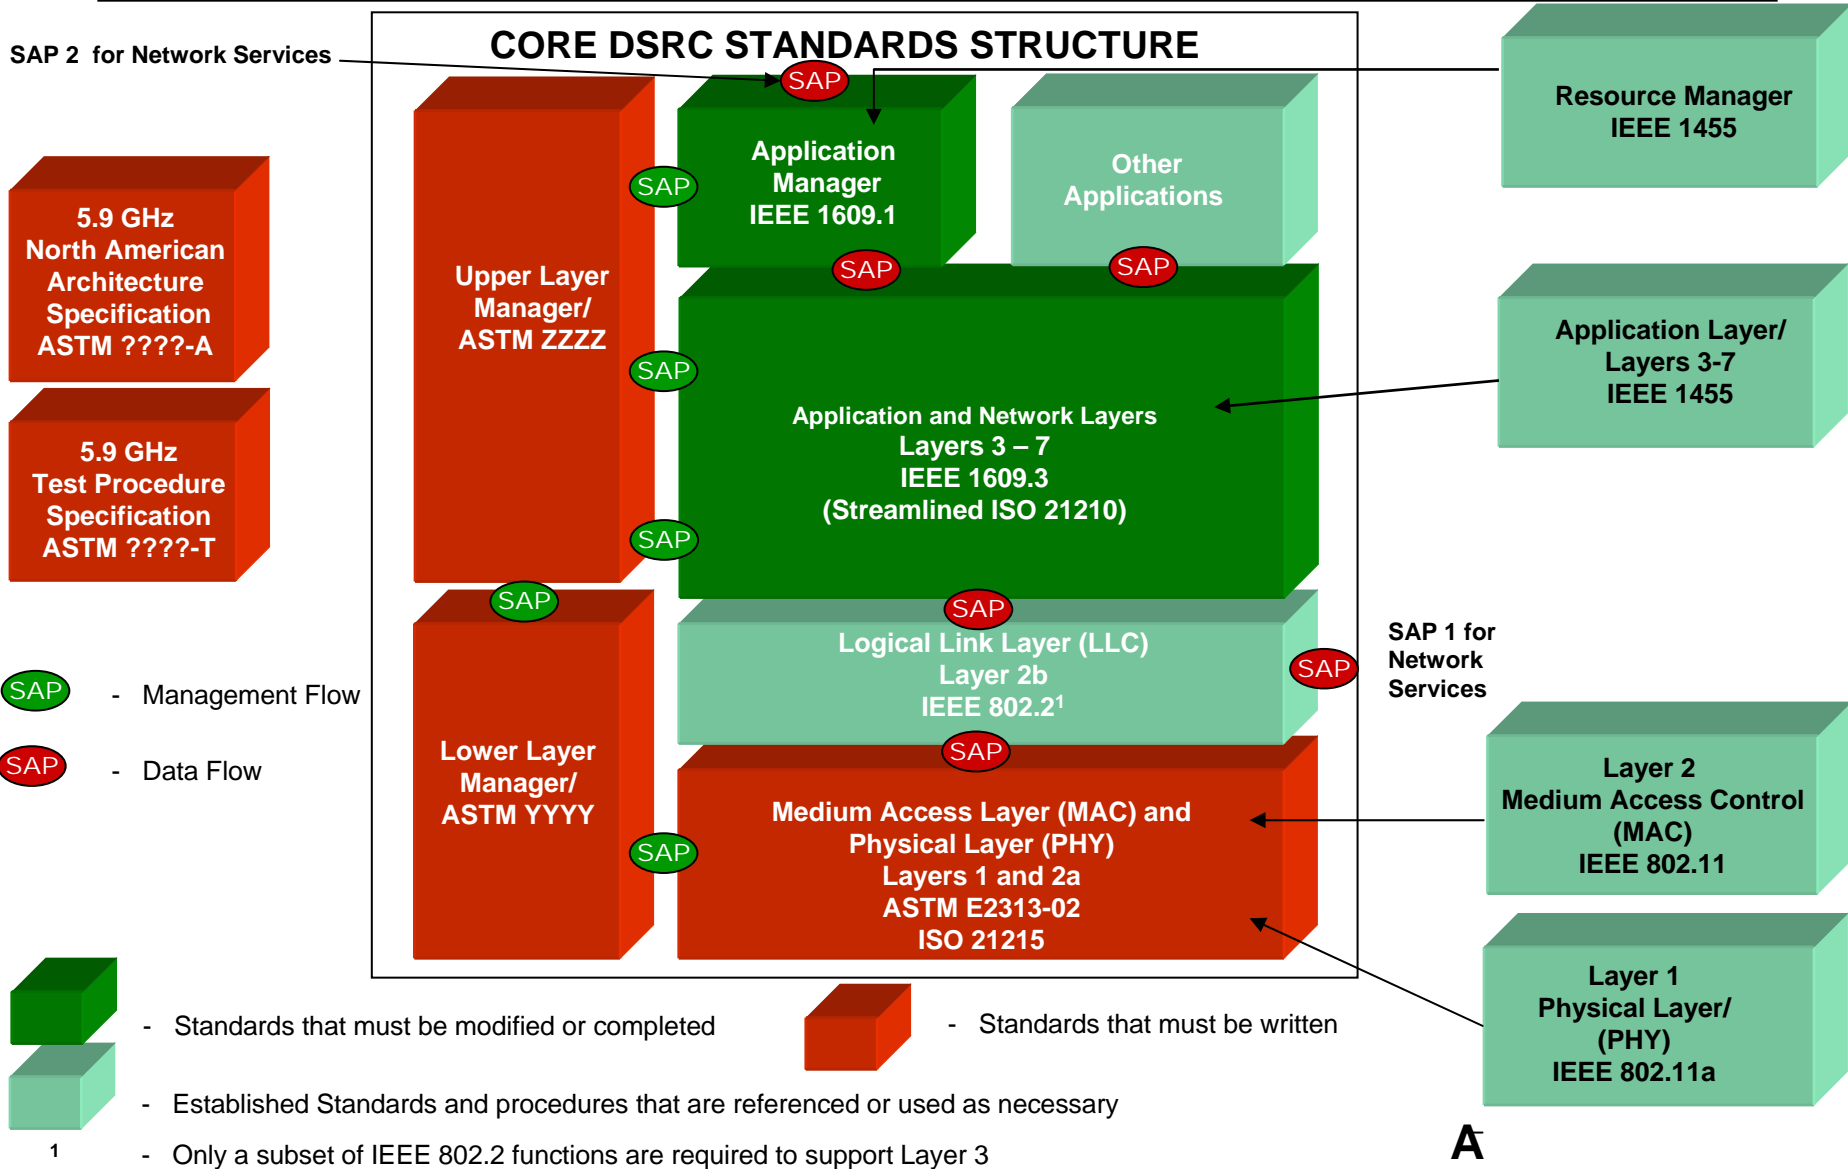 CORE DSRC STANDARDS STRUCTURE
SAP 2 for Network Services
SAP
Resource Manager
IEEE 1455
Application
Manager
IEEE 1609.1
Other
Applications
SAP
5.9 GHz
North American
Architecture
Specification
ASTM ????-A
Upper Layer
Manager/
ASTM ZZZZ
SAP
SAP
Application Layer/
Layers 3-7
IEEE 1455
SAP
5.9 GHz
Test Procedure
Specification
ASTM ????-T
Application and Network Layers
Layers 3 – 7
IEEE 1609.3
(Streamlined ISO 21210)
SAP
SAP
SAP
Logical Link Layer (LLC)
Layer 2b
IEEE 802.2¹
SAP
SAP 1 for
Network
Services
SAP
- Management Flow
SAP
- Data Flow
Lower Layer
Manager/
ASTM YYYY
SAP
Medium Access Layer (MAC) and
Physical Layer (PHY)
Layers 1 and 2a
ASTM E2313-02
ISO 21215
SAP
Layer 2
Medium Access Control
(MAC)
IEEE 802.11
Layer 1
Physical Layer/
(PHY)
IEEE 802.11a
- Standards that must be modified or completed
- Standards that must be written
- Established Standards and procedures that are referenced or used as necessary
1 - Only a subset of IEEE 802.2 functions are required to support Layer 3
A